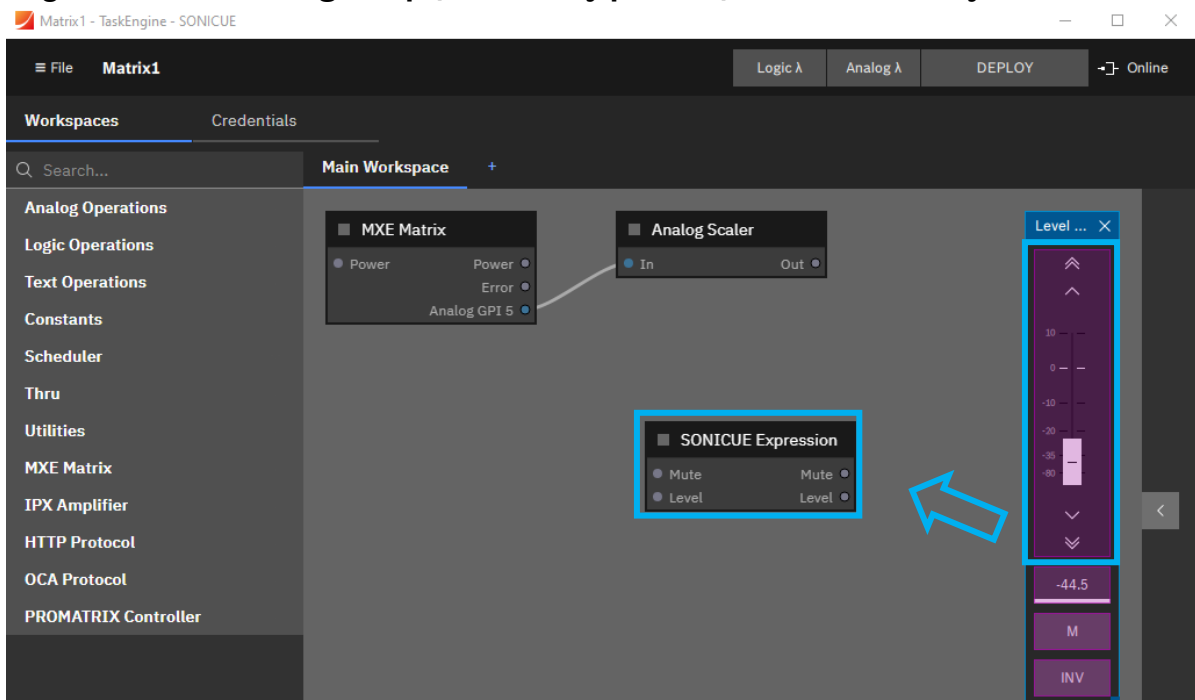 Matrix1 - TaskEngine - SONICUE
≡ File Matrix1 Logic λ Analog λ DEPLOY Online
Workspaces Credentials
Search...
Main Workspace +
Analog Operations
Logic Operations
Text Operations
Constants
Scheduler
Thru
Utilities
MXE Matrix
IPX Amplifier
HTTP Protocol
OCA Protocol
PROMATRIX Controller
MXE Matrix
Power Power
Error
Analog GPI 5
Analog Scaler
In Out
SONICUE Expression
Mute Mute
Level Level
Level ...
10
0
-10
-20
-35
-80
-44.5
M
INV